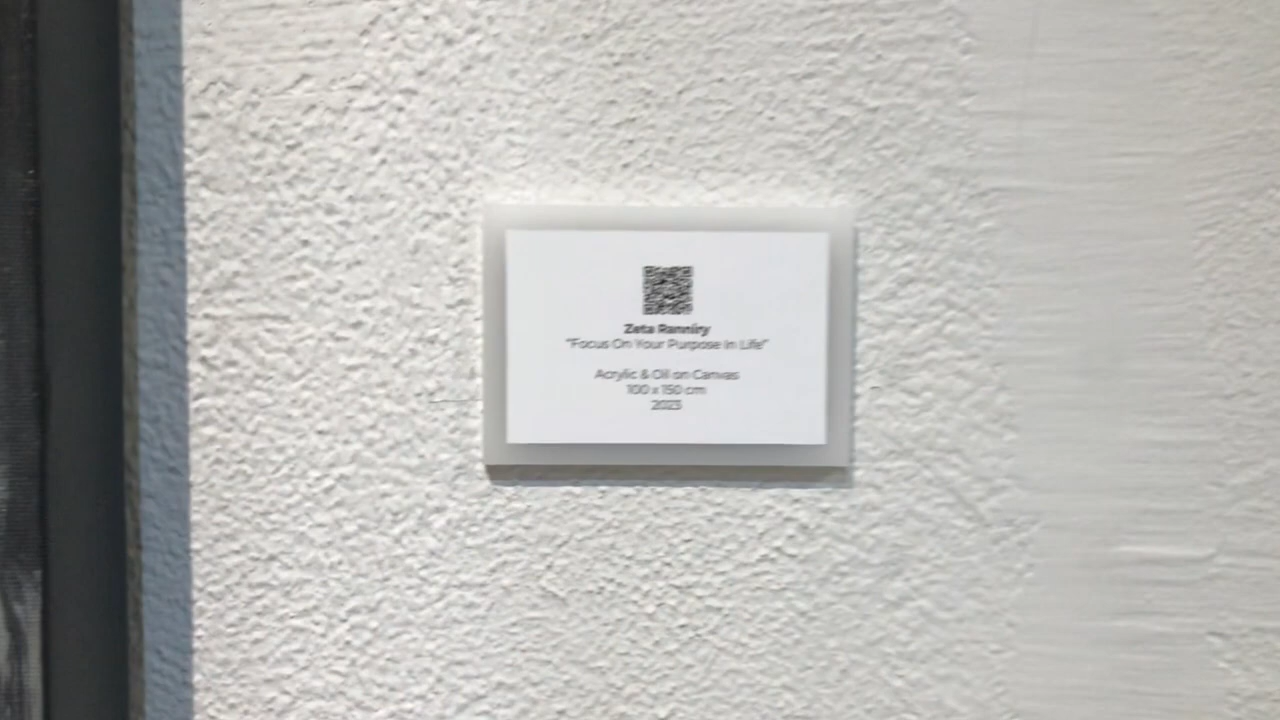 Zeta Ranniry
"Focus On Your Purpose In Life"
Acrylic & Oil on Canvas
100 x 150 cm
2023